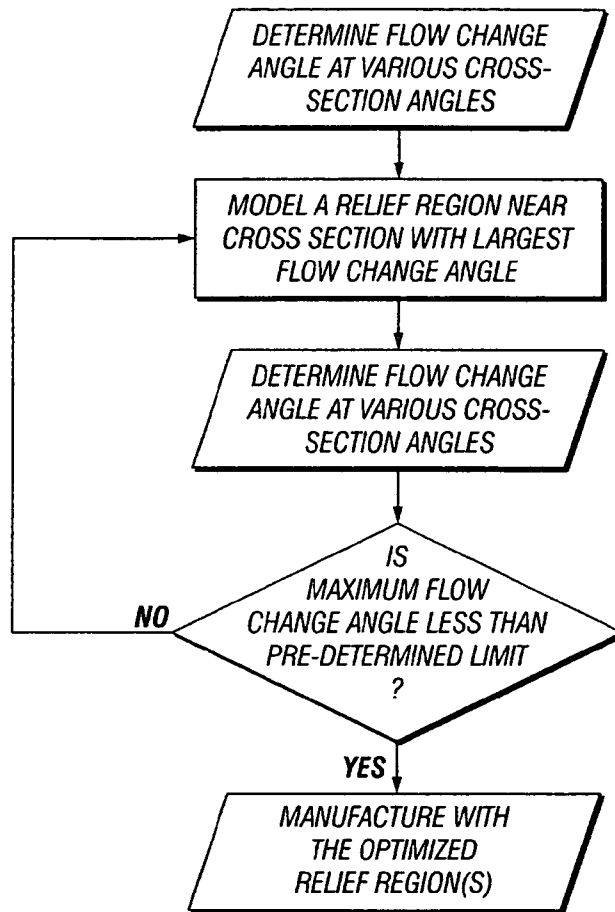 DETERMINE FLOW CHANGE
ANGLE AT VARIOUS CROSS-
SECTION ANGLES
MODEL A RELIEF REGION NEAR
CROSS SECTION WITH LARGEST
FLOW CHANGE ANGLE
DETERMINE FLOW CHANGE
ANGLE AT VARIOUS CROSS-
SECTION ANGLES
IS
MAXIMUM FLOW
CHANGE ANGLE LESS THAN
PRE-DETERMINED LIMIT
?
NO
YES
MANUFACTURE WITH
THE OPTIMIZED
RELIEF REGION(S)